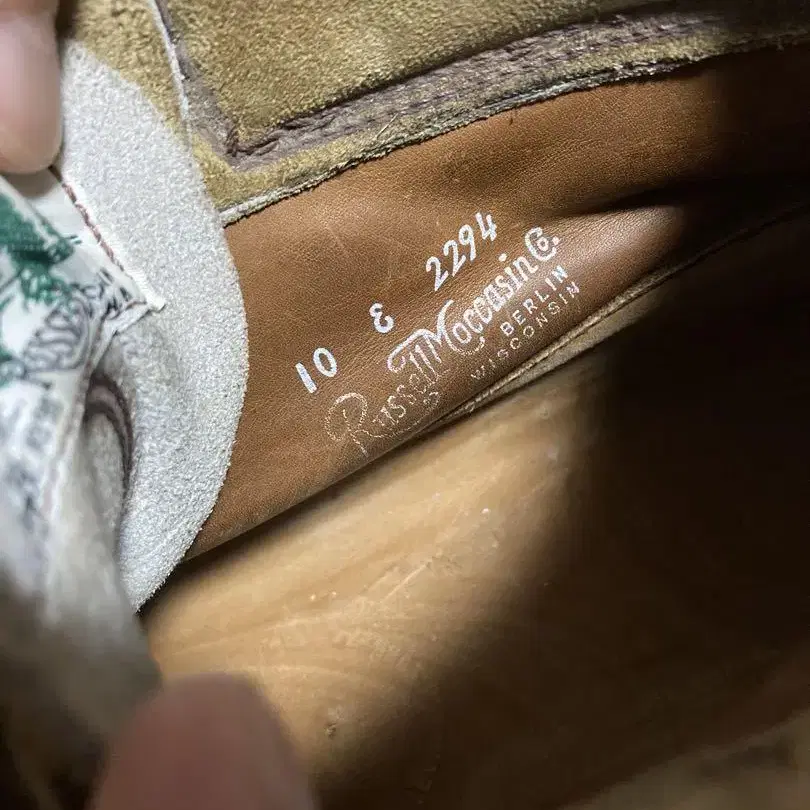 10 E 2294
Russell Moccasin Co.
BERLIN
WISCONSIN